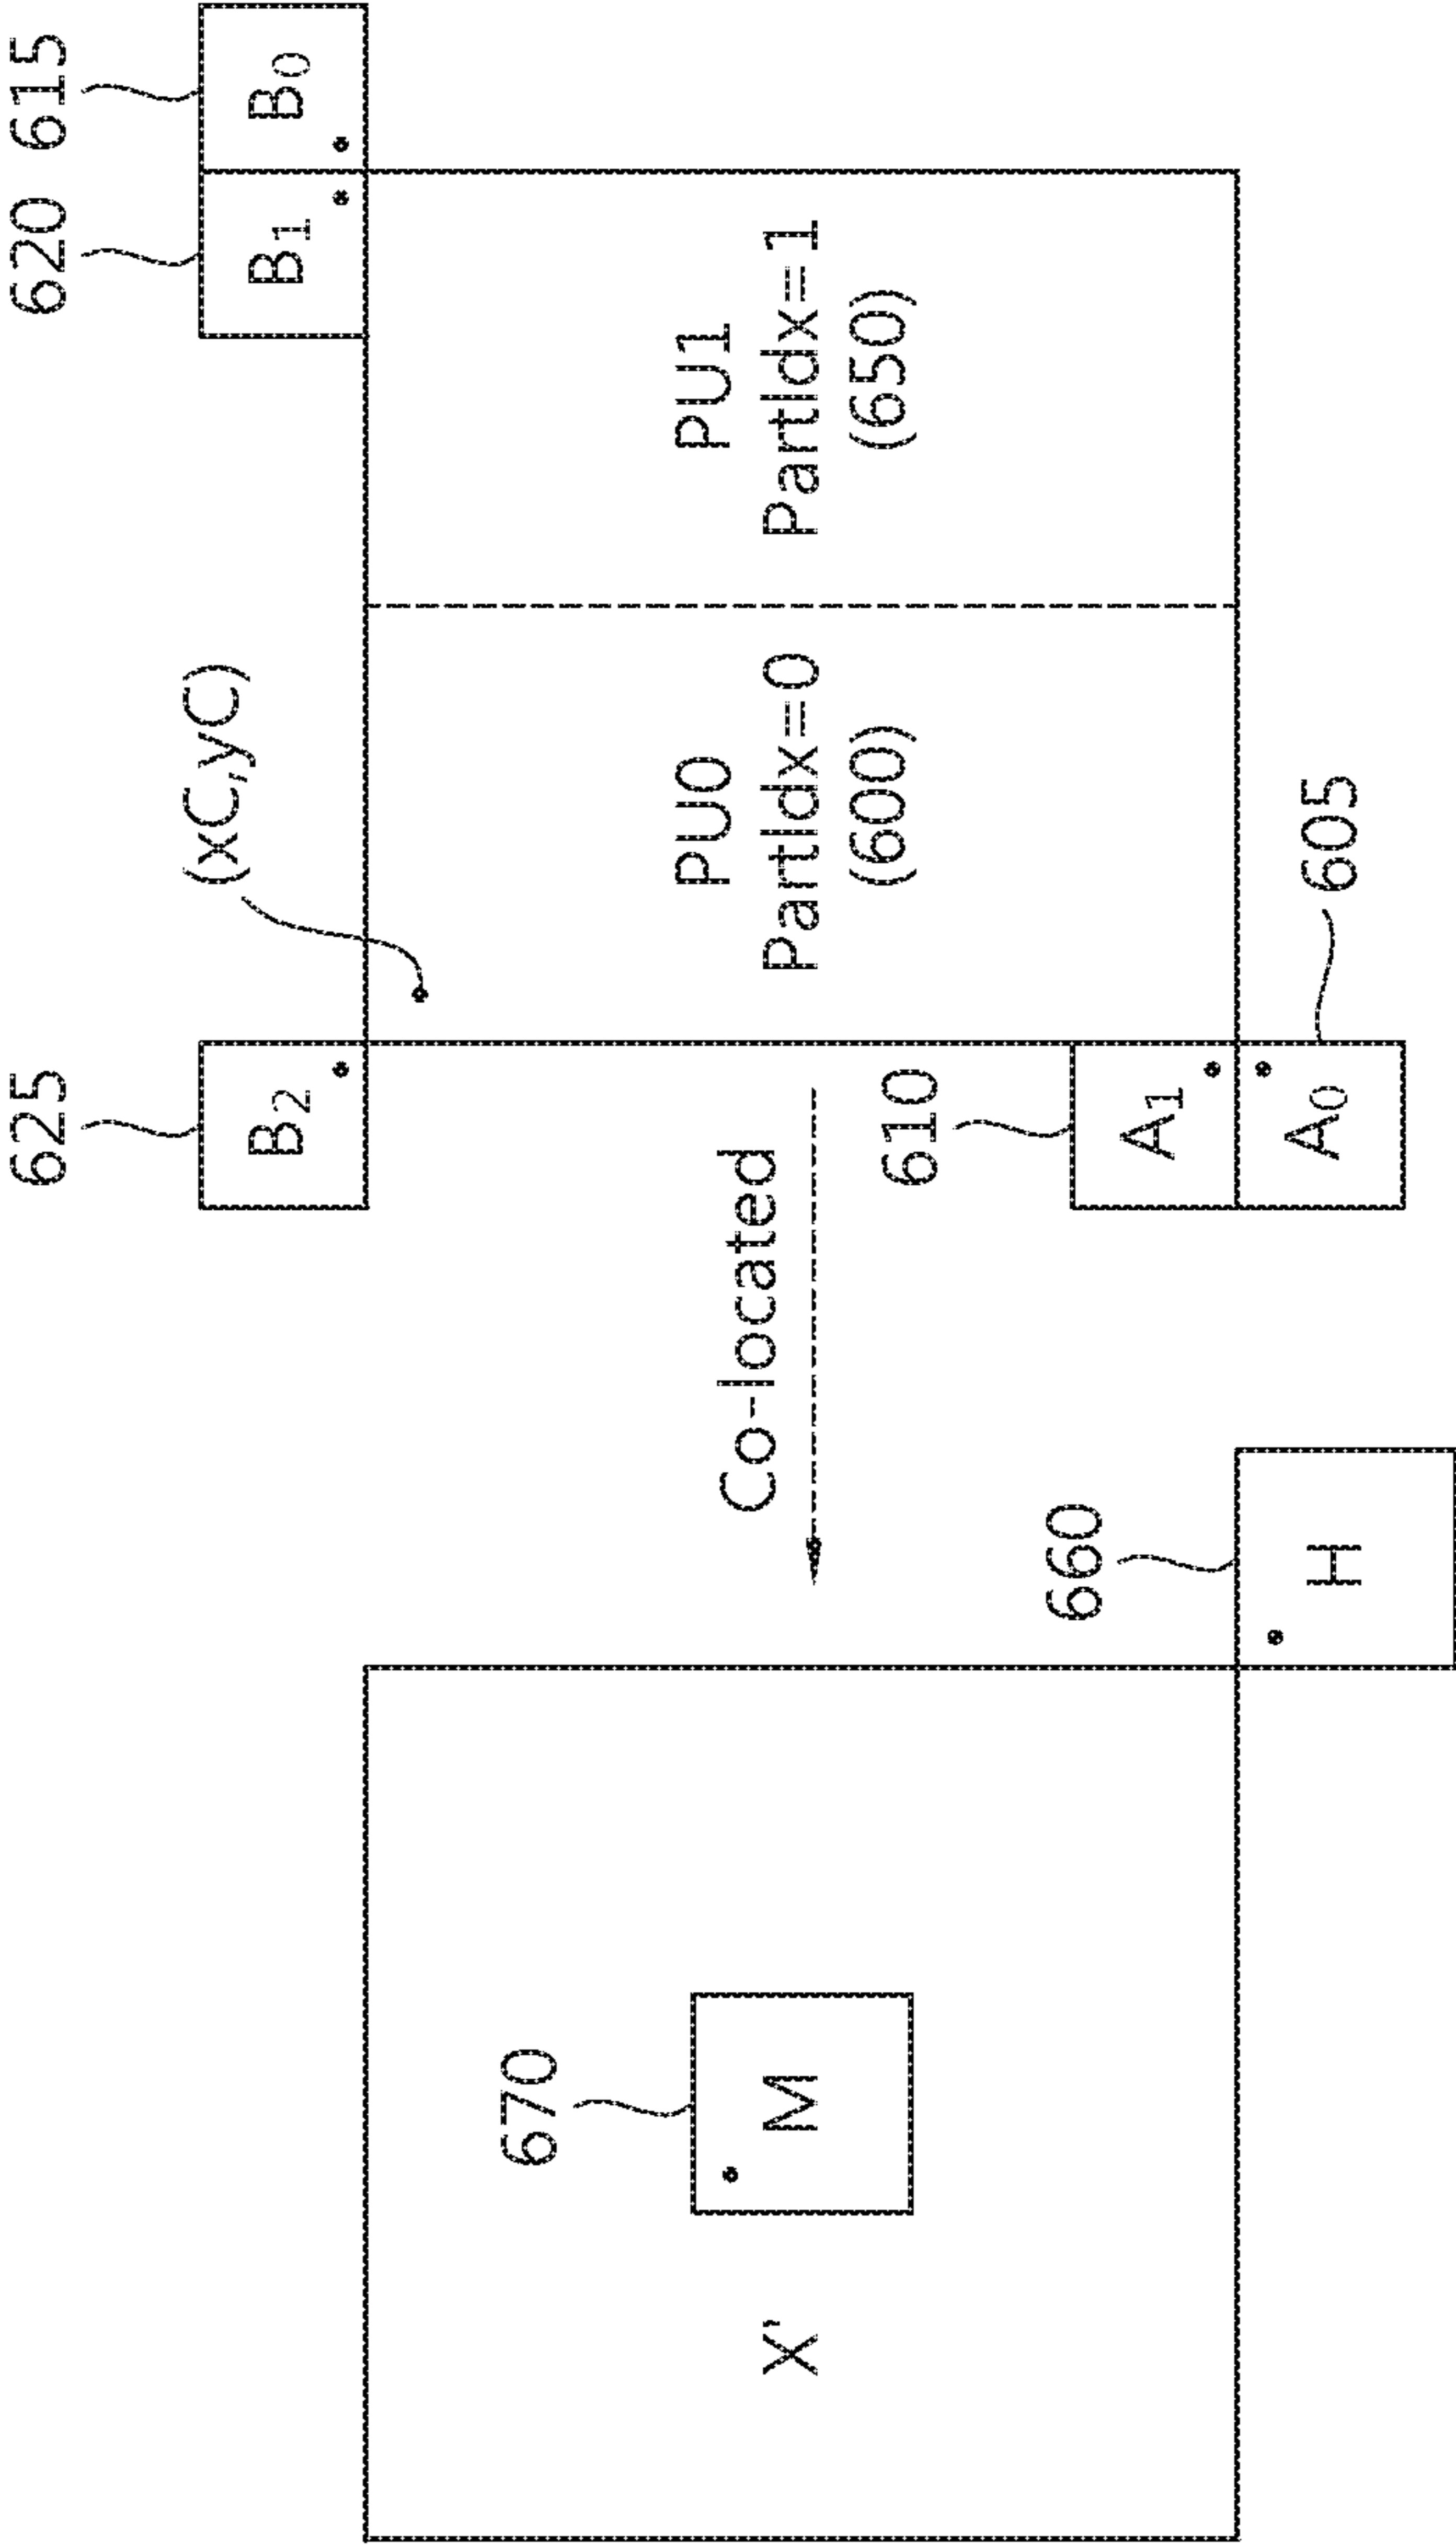 625
620
615
(xC,yC)
B₂
B₁
B₀
670
X'
M
Co-located
PU0
PartIdx=0
(600)
PU1
PartIdx=1
(650)
610
660
A₁
H
A₀
605